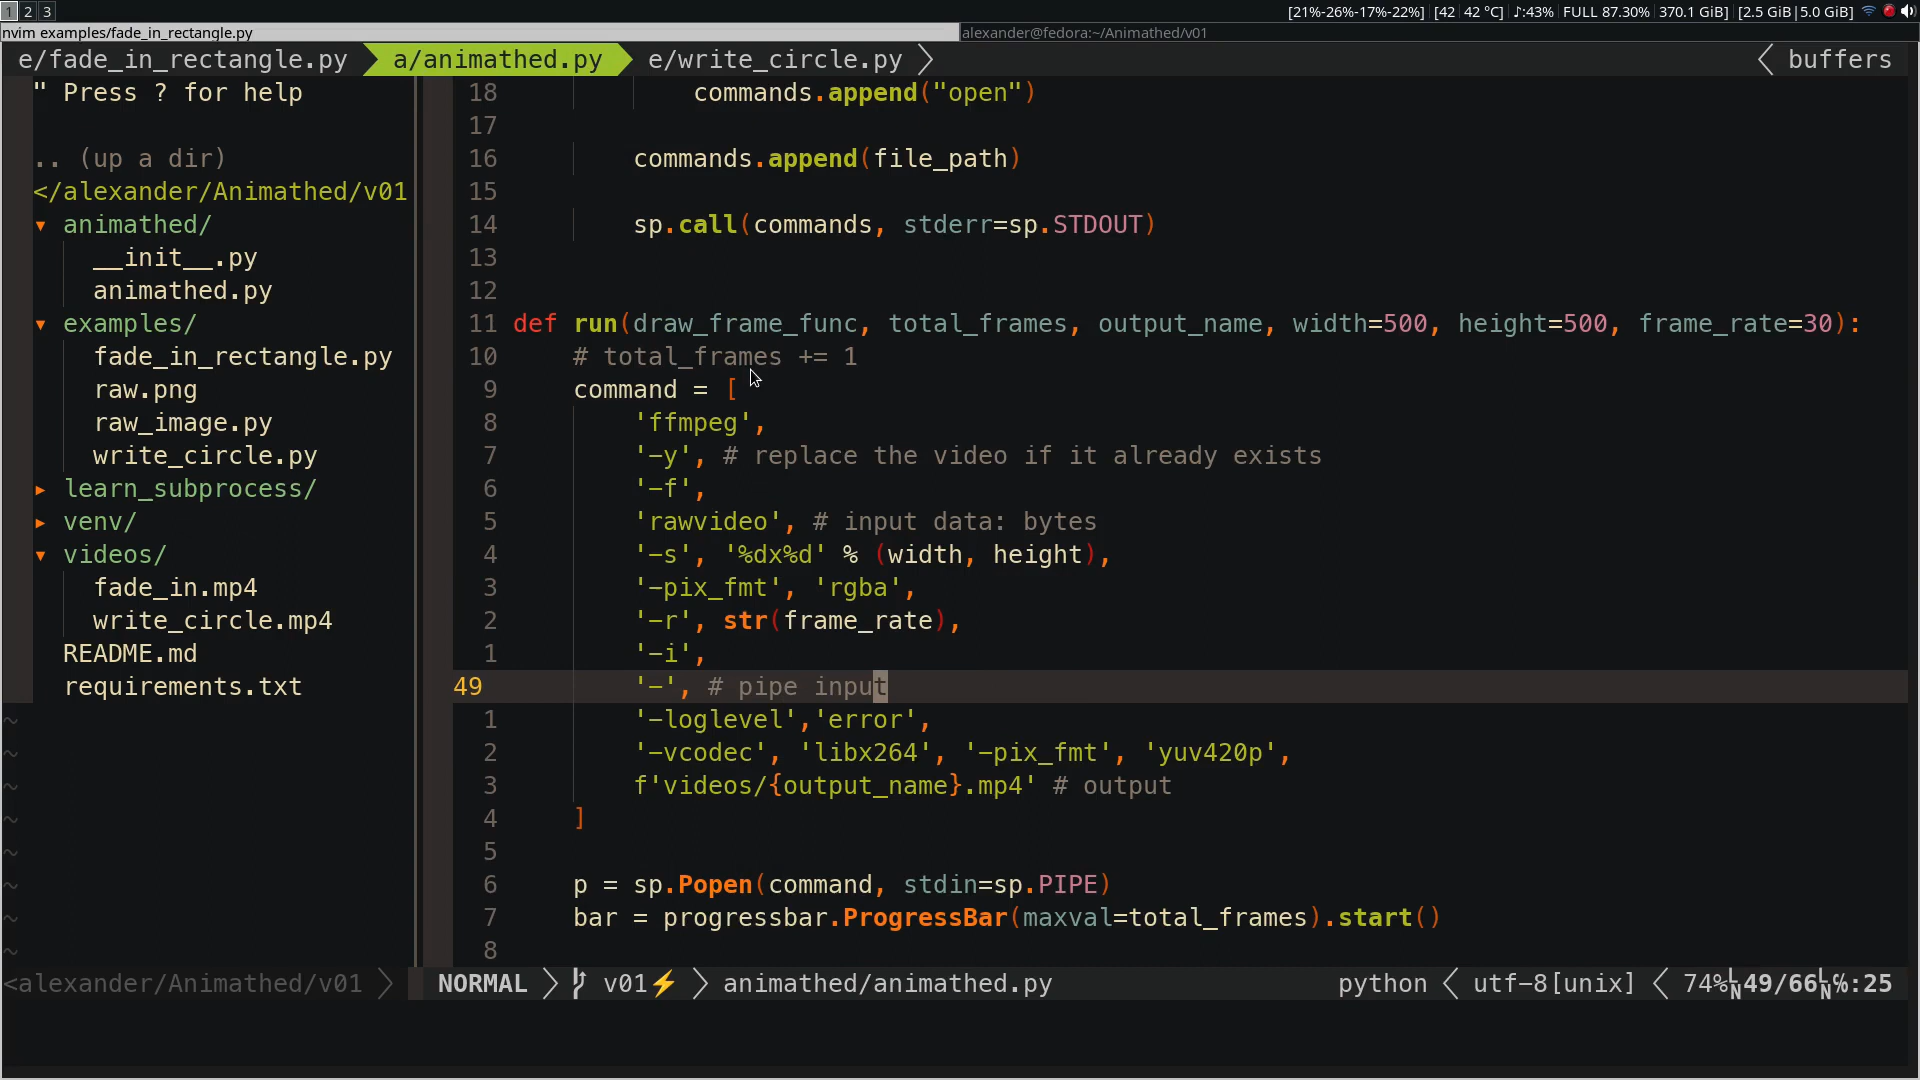 1 2 3 [21%-26%-17%-22%] [42 42 °C] ♪:43% FULL 87.30% 370.1 GiB] [2.5 GiB|5.0 GiB]
nvim examples/fade_in_rectangle.py alexander@fedora:~/Animathed/v01
e/fade_in_rectangle.py a/animathed.py e/write_circle.py buffers
" Press ? for help
.. (up a dir)
</alexander/Animathed/v01
▾ animathed/
__init__.py
animathed.py
▾ examples/
fade_in_rectangle.py
raw.png
raw_image.py
write_circle.py
▸ learn_subprocess/
▸ venv/
▾ videos/
fade_in.mp4
write_circle.mp4
README.md
requirements.txt
~
~
~
~
~
~
~
~
18 commands.append("open")
17
16 commands.append(file_path)
15
14 sp.call(commands, stderr=sp.STDOUT)
13
12
11 def run(draw_frame_func, total_frames, output_name, width=500, height=500, frame_rate=30):
10 # total_frames += 1
9 command = [
8 'ffmpeg',
7 '-y', # replace the video if it already exists
6 '-f',
5 'rawvideo', # input data: bytes
4 '-s', '%dx%d' % (width, height),
3 '-pix_fmt', 'rgba',
2 '-r', str(frame_rate),
1 '-i',
49 '-', # pipe input
1 '-loglevel','error',
2 '-vcodec', 'libx264', '-pix_fmt', 'yuv420p',
3 f'videos/{output_name}.mp4' # output
4 ]
5
6 p = sp.Popen(command, stdin=sp.PIPE)
7 bar = progressbar.ProgressBar(maxval=total_frames).start()
8
<alexander/Animathed/v01 NORMAL v01⚡ animathed/animathed.py python utf-8[unix] 74%␤49/66␤℅:25